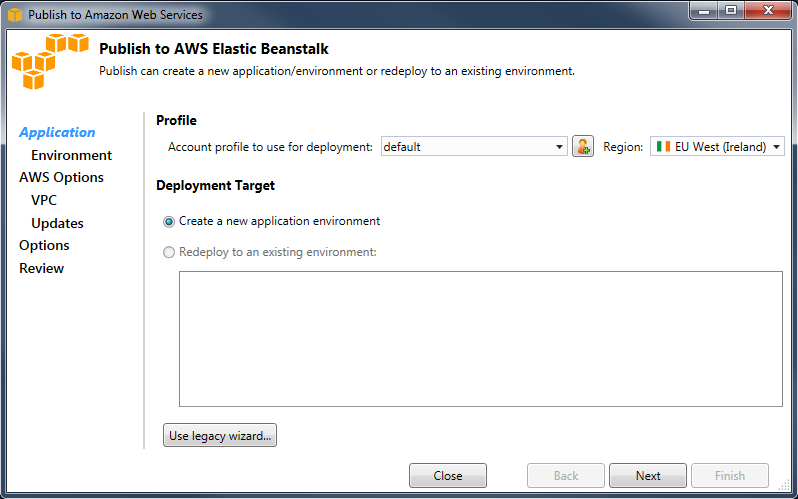 Publish to Amazon Web Services
Publish to AWS Elastic Beanstalk
Publish can create a new application/environment or redeploy to an existing environment.
Application
Environment
AWS Options
VPC
Updates
Options
Review
Profile
Account profile to use for deployment: default Region: EU West (Ireland)
Deployment Target
Create a new application environment
Redeploy to an existing environment:
Use legacy wizard...
Close Back Next Finish